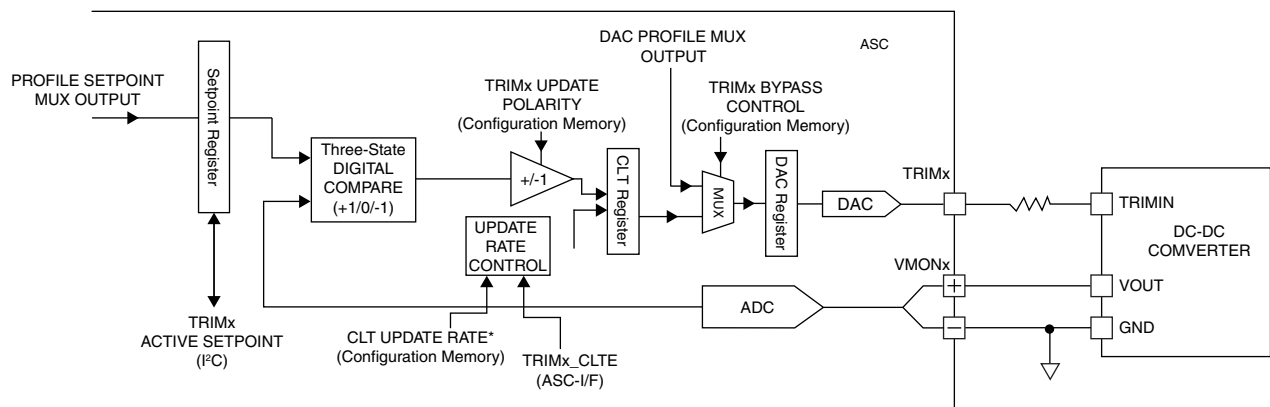 DAC PROFILE MUX
OUTPUT
ASC
PROFILE SETPOINT
MUX OUTPUT
Setpoint Register
TRIMx UPDATE
POLARITY
(Configuration Memory)
TRIMx BYPASS
CONTROL
(Configuration Memory)
Three-State
DIGITAL
COMPARE
(+1/0/-1)
+/-1
CLT Register
MUX
DAC Register
DAC
TRIMx
TRIMIN
DC-DC
COMVERTER
UPDATE
RATE
CONTROL
VMONx
+
VOUT
ADC
−
GND
TRIMx
ACTIVE SETPOINT
(I²C)
CLT UPDATE RATE*
(Configuration Memory)
TRIMx_CLTE
(ASC-I/F)